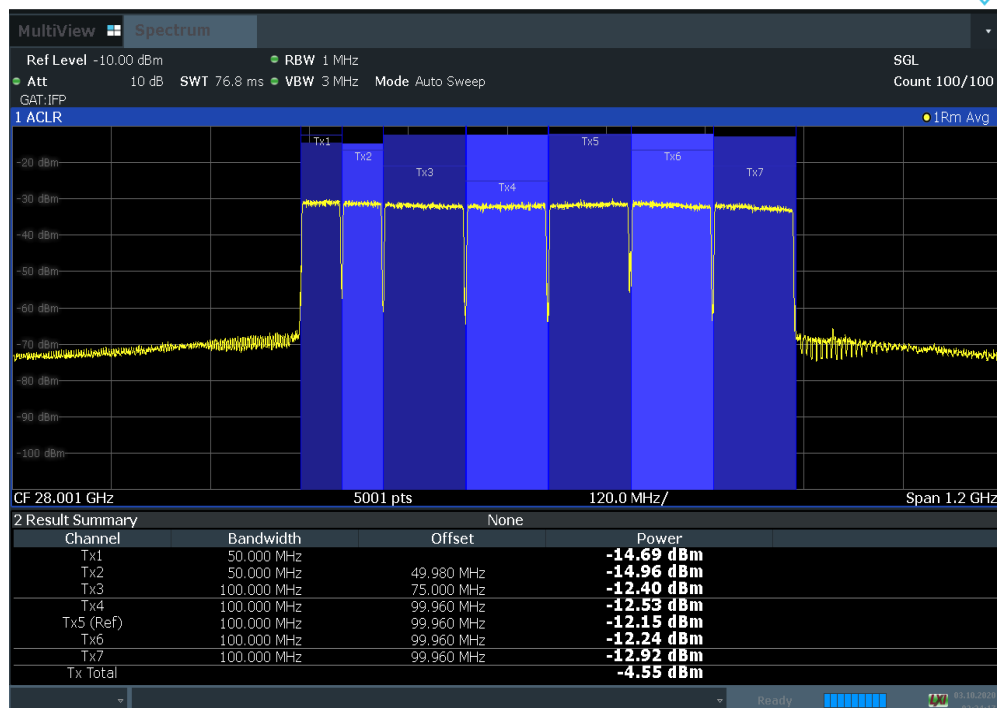 MultiView Spectrum
Ref Level -10.00 dBm RBW 1 MHz SGL
Att 10 dB SWT 76.8 ms VBW 3 MHz Mode Auto Sweep Count 100/100
GAT:IFP
1 ACLR 1Rm Avg
Tx1 Tx5
Tx2 Tx6
-20 dBm
Tx3 Tx7
Tx4
-30 dBm
-40 dBm
-50 dBm
-60 dBm
-70 dBm
-80 dBm
-90 dBm
-100 dBm
CF 28.001 GHz 5001 pts 120.0 MHz/ Span 1.2 GHz
2 Result Summary None
Channel Bandwidth Offset Power
Tx1 50.000 MHz -14.69 dBm
Tx2 50.000 MHz 49.980 MHz -14.96 dBm
Tx3 100.000 MHz 75.000 MHz -12.40 dBm
Tx4 100.000 MHz 99.960 MHz -12.53 dBm
Tx5 (Ref) 100.000 MHz 99.960 MHz -12.15 dBm
Tx6 100.000 MHz 99.960 MHz -12.24 dBm
Tx7 100.000 MHz 99.960 MHz -12.92 dBm
Tx Total -4.55 dBm
Ready 03.10.2020